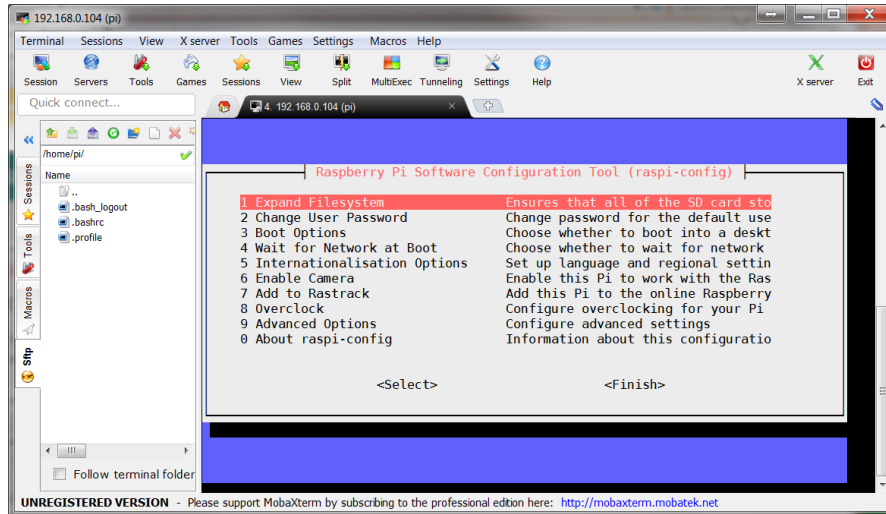 192.168.0.104 (pi)
Terminal Sessions View X server Tools Games Settings Macros Help
Session Servers Tools Games Sessions View Split MultiExec Tunneling Settings Help X server Exit
Quick connect...
4. 192.168.0.104 (pi)
/home/pi/
Name
..
.bash_logout
.bashrc
.profile
Sessions
Tools
Macros
Sftp
Raspberry Pi Software Configuration Tool (raspi-config)
1 Expand Filesystem Ensures that all of the SD card sto
2 Change User Password Change password for the default use
3 Boot Options Choose whether to boot into a deskt
4 Wait for Network at Boot Choose whether to wait for network
5 Internationalisation Options Set up language and regional settin
6 Enable Camera Enable this Pi to work with the Ras
7 Add to Rastrack Add this Pi to the online Raspberry
8 Overclock Configure overclocking for your Pi
9 Advanced Options Configure advanced settings
0 About raspi-config Information about this configuratio
<Select> <Finish>
Follow terminal folder
UNREGISTERED VERSION - Please support MobaXterm by subscribing to the professional edition here: http://mobaxterm.mobatek.net